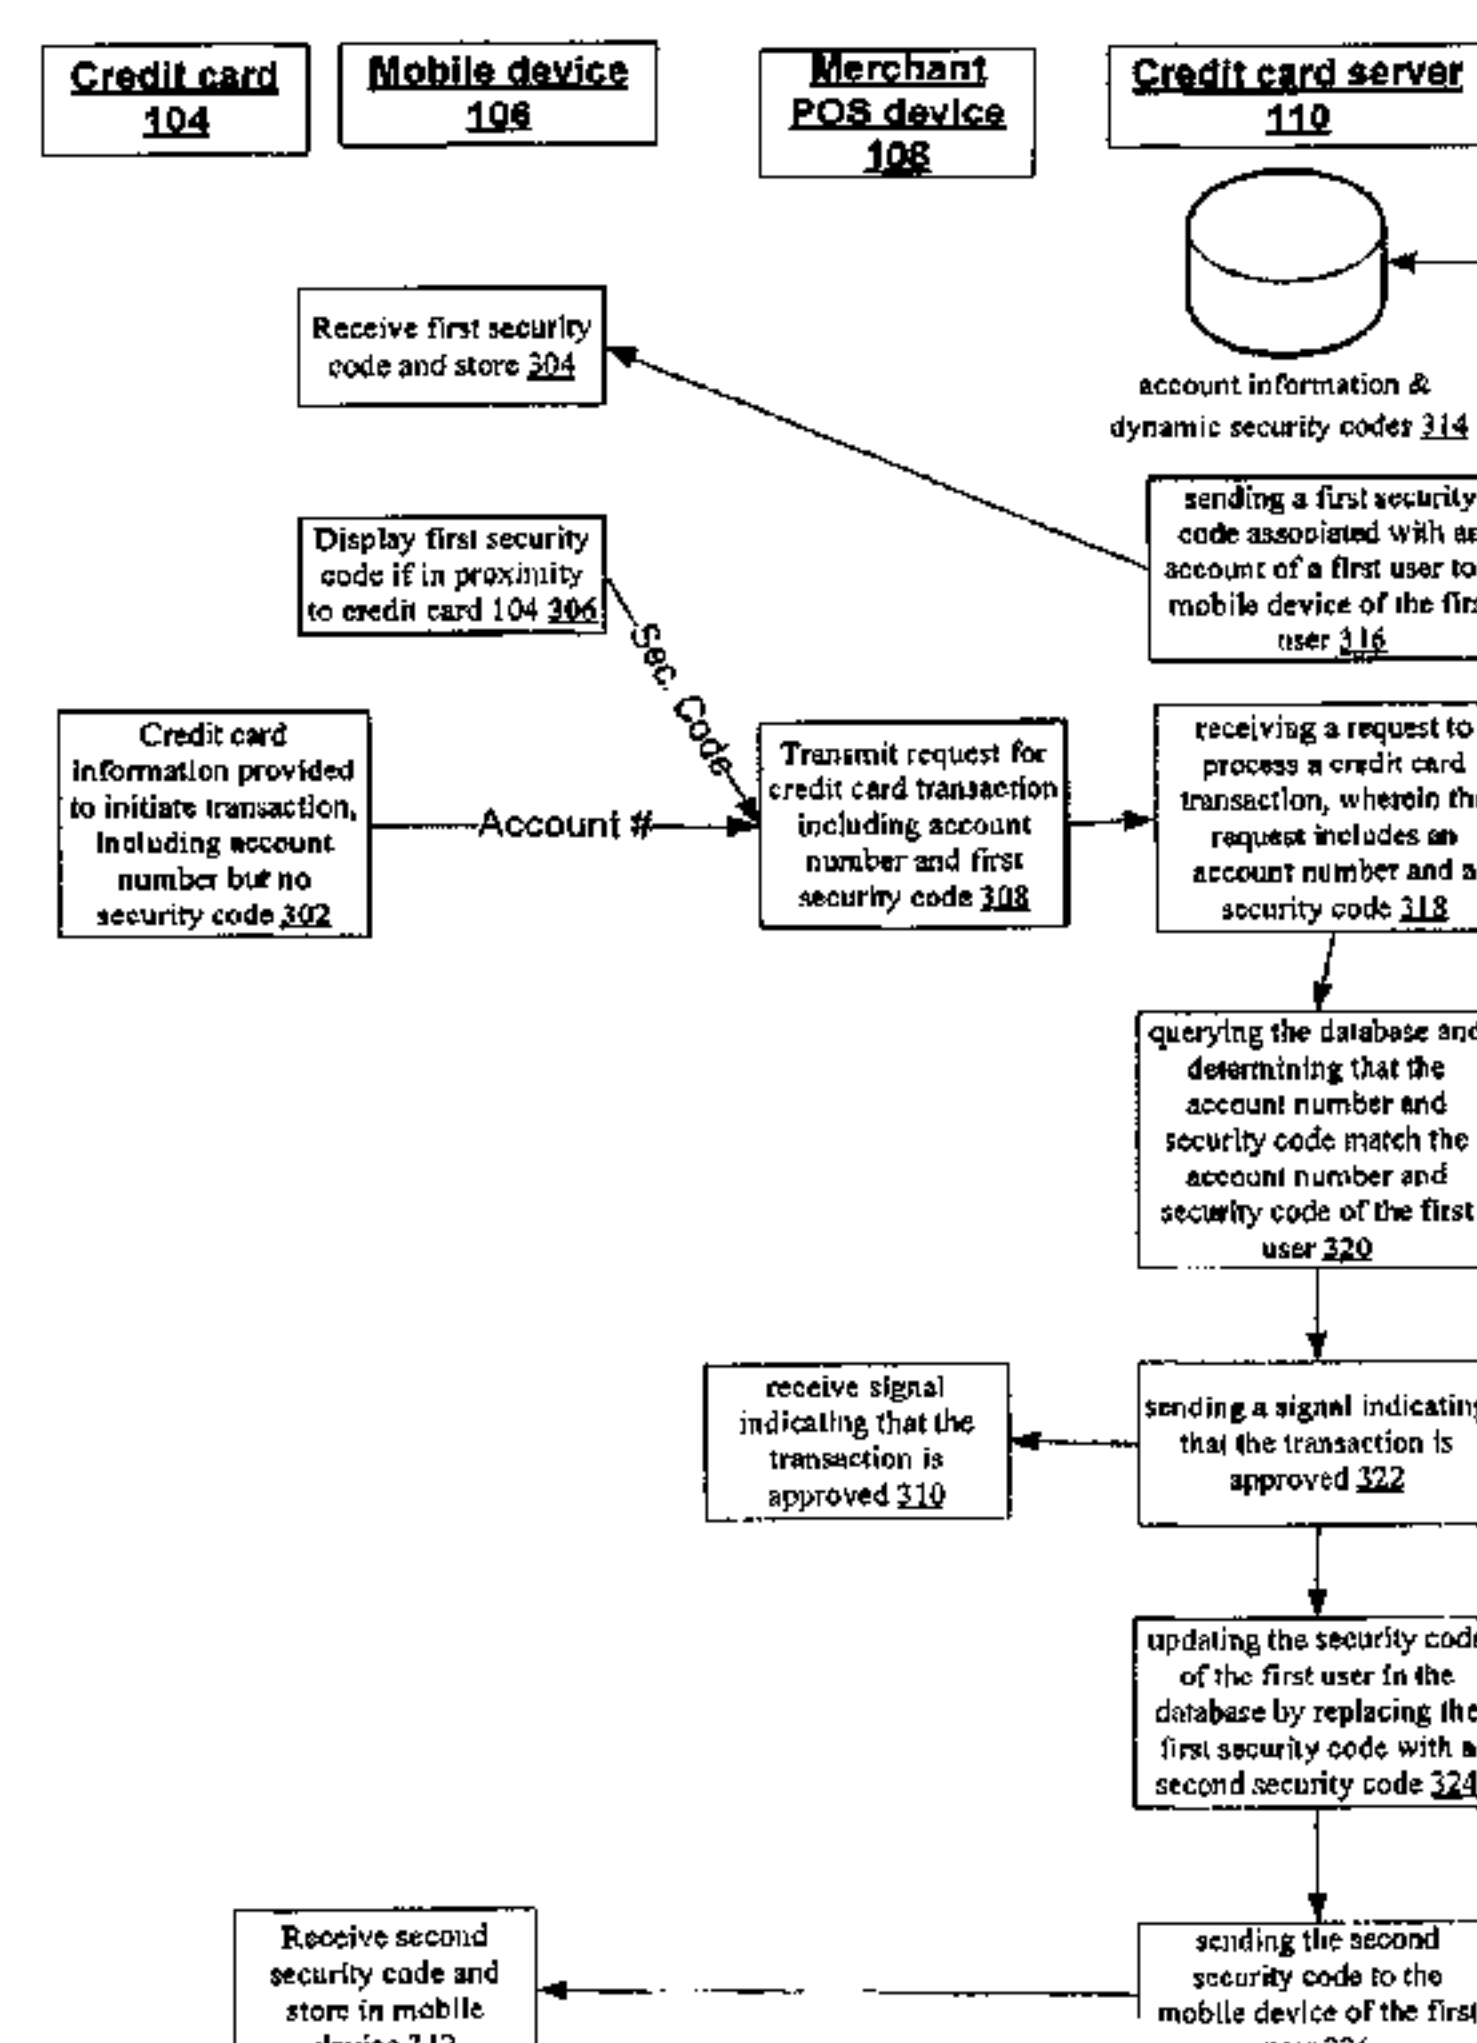 Credit card
104
Mobile device
106
Merchant
POS device
108
Credit card server
110
account information &
dynamic security codes 314
Receive first security
code and store 304
sending a first security
code associated with an
account of a first user to
mobile device of the
user 316
Display first security
code if in proximity
to credit card 104 306
Sec. Code
Credit card
information provided
to initiate transaction,
including account
number but no
security code 302
Account #
Transmit request for
credit card transaction
including account
number and first
security code 308
receiving a request to
process a credit card
transaction, wherein
request includes an
account number and a
security code 318
querying the database and
determining that the
account number and
security code match the
account number and
security code of the first
user 320
receive signal
indicating that the
transaction is
approved 310
sending a signal indicating
that the transaction is
approved 322
updating the security code
of the first user in the
database by replacing the
first security code with a
second security code 324
Receive second
security code and
store in mobile
device 312
sending the second
security code to the
mobile device of the first